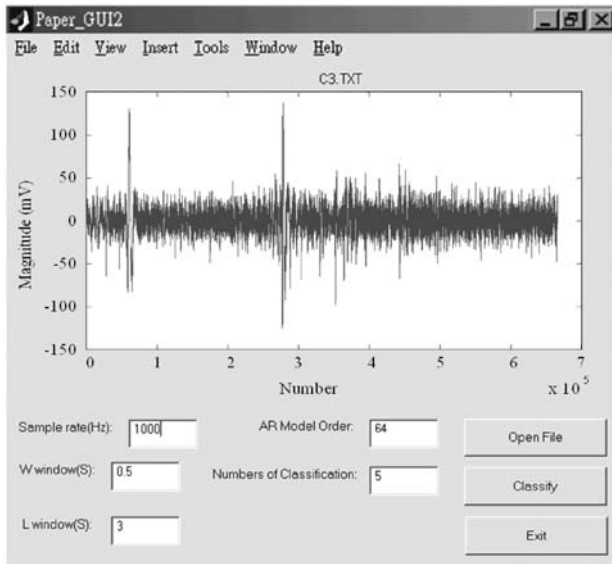 Paper_GUI2
File Edit View Insert Tools Window Help
C3.TXT
150
100
50
0
-50
-100
-150
Magnitude (mV)
0 1 2 3 4 5 6 7
Number
x 10^5
Sample rate(Hz): 1000
AR Model Order: 64
Open File
W window(S): 0.5
Numbers of Classification: 5
Classify
L window(S): 3
Exit